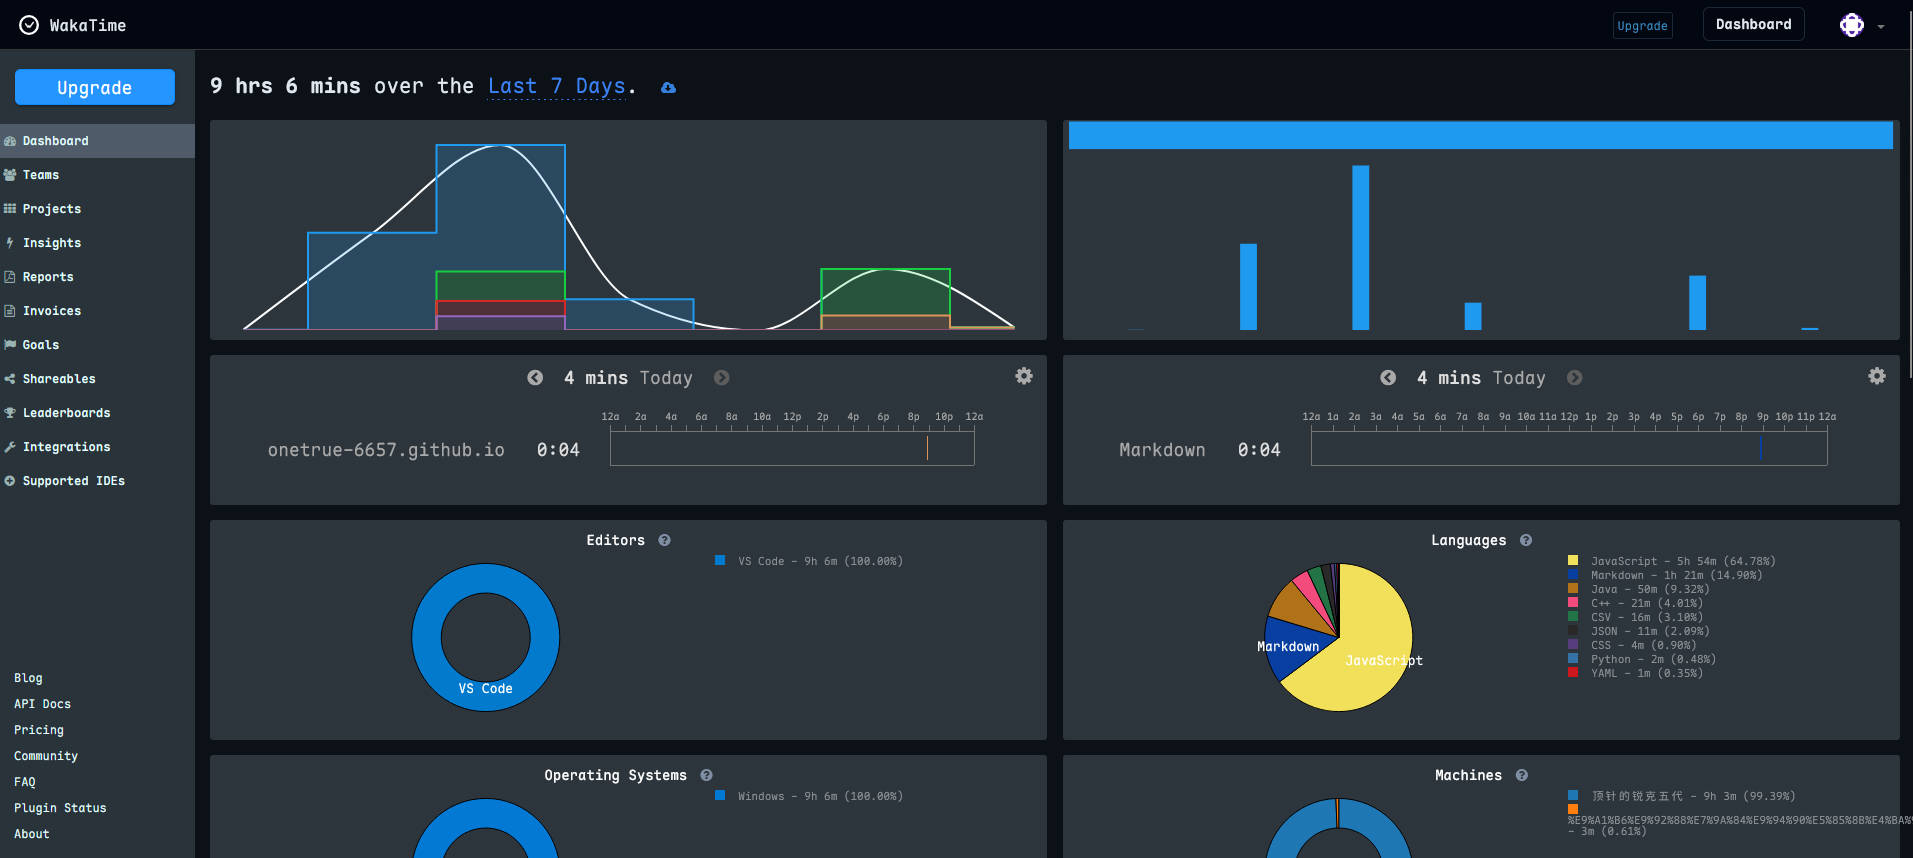 WakaTime
Upgrade
Dashboard
Upgrade
Dashboard
Teams
Projects
Insights
Reports
Invoices
Goals
Shareables
Leaderboards
Integrations
Supported IDEs
Blog
API Docs
Pricing
Community
FAQ
Plugin Status
About
9 hrs 6 mins over the Last 7 Days.
4 mins Today
12a 2a 4a 6a 8a 10a 12p 2p 4p 6p 8p 10p 12a
onetrue-6657.github.io 0:04
4 mins Today
12a 1a 2a 3a 4a 5a 6a 7a 8a 9a 10a 11a 12p 1p 2p 3p 4p 5p 6p 7p 8p 9p 10p 11p 12a
Markdown 0:04
Editors
VS Code - 9h 6m (100.00%)
VS Code
Languages
JavaScript - 5h 54m (64.78%)
Markdown - 1h 21m (14.90%)
Java - 50m (9.32%)
C++ - 21m (4.01%)
CSV - 16m (3.10%)
JSON - 11m (2.09%)
CSS - 4m (0.90%)
Python - 2m (0.48%)
YAML - 1m (0.35%)
Markdown
JavaScript
Operating Systems
Windows - 9h 6m (100.00%)
Machines
顶针的锐克五代 - 9h 3m (99.39%)
%E9%A1%B6%E9%92%88%E7%9A%84%E9%94%90%E5%85%8B%E4%BA%
- 3m (0.61%)